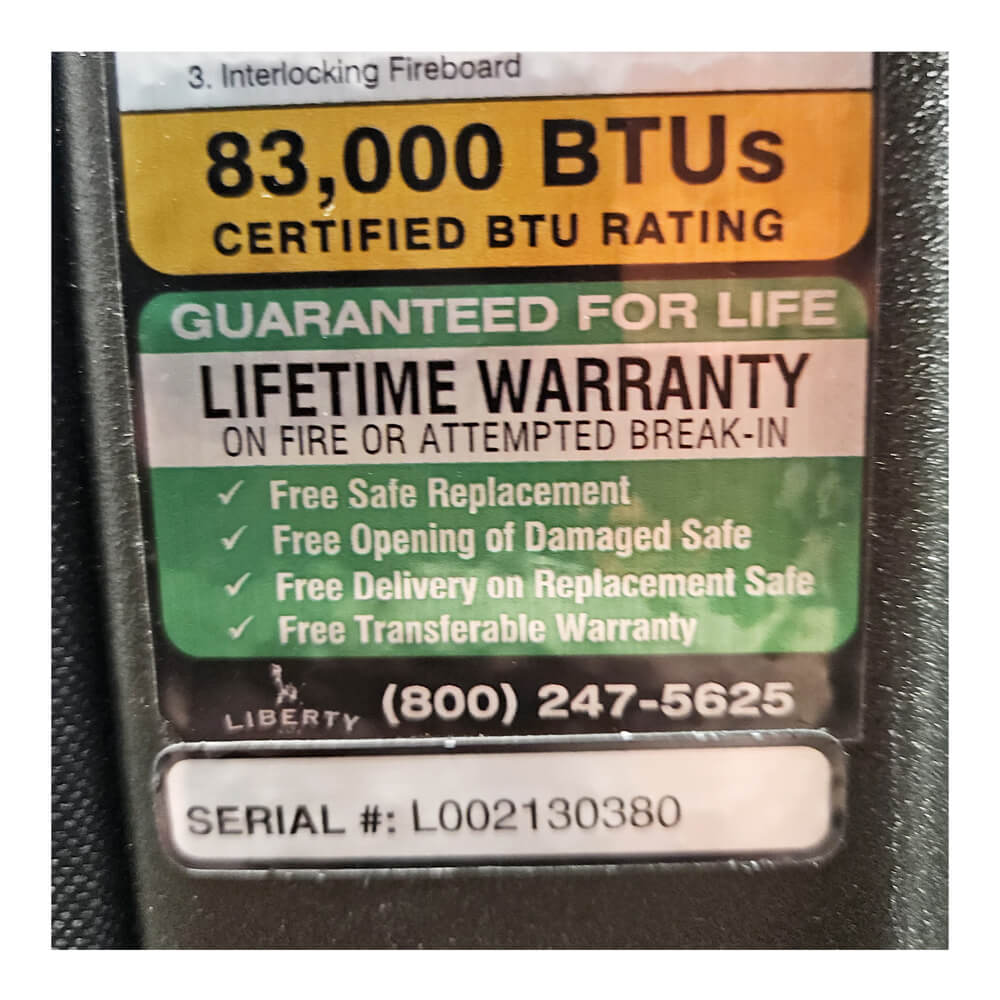 3. Interlocking Fireboard
83,000 BTUs
CERTIFIED BTU RATING
GUARANTEED FOR LIFE
LIFETIME WARRANTY
ON FIRE OR ATTEMPTED BREAK-IN
✓ Free Safe Replacement
✓ Free Opening of Damaged Safe
✓ Free Delivery on Replacement Safe
✓ Free Transferable Warranty
LIBERTY (800) 247-5625
SERIAL #: L002130380